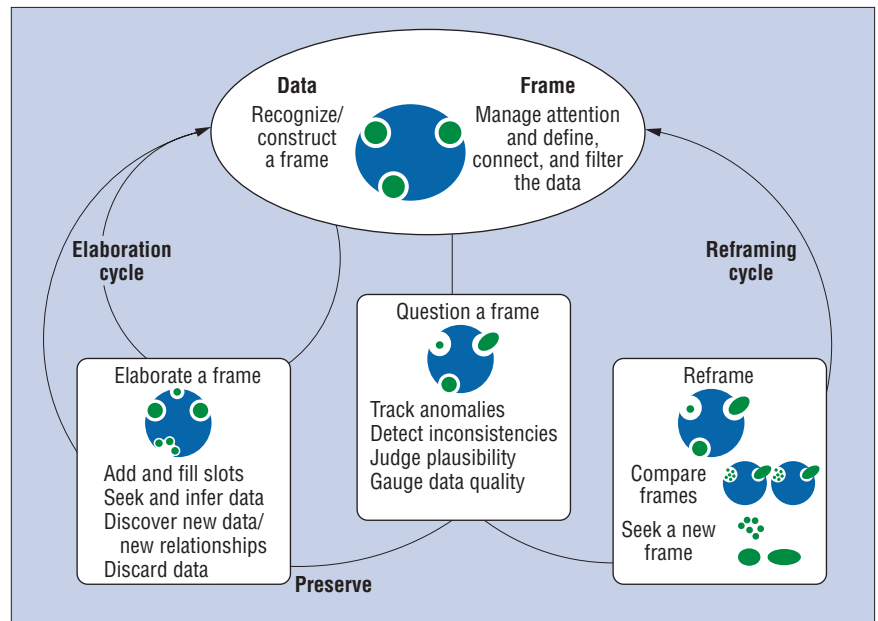 Data
Recognize/
construct
a frame
Frame
Manage attention
and define,
connect, and filter
the data
Elaboration
cycle
Reframing
cycle
Question a frame
Track anomalies
Detect inconsistencies
Judge plausibility
Gauge data quality
Elaborate a frame
Add and fill slots
Seek and infer data
Discover new data/
new relationships
Discard data
Reframe
Compare
frames
Seek a new
frame
Preserve